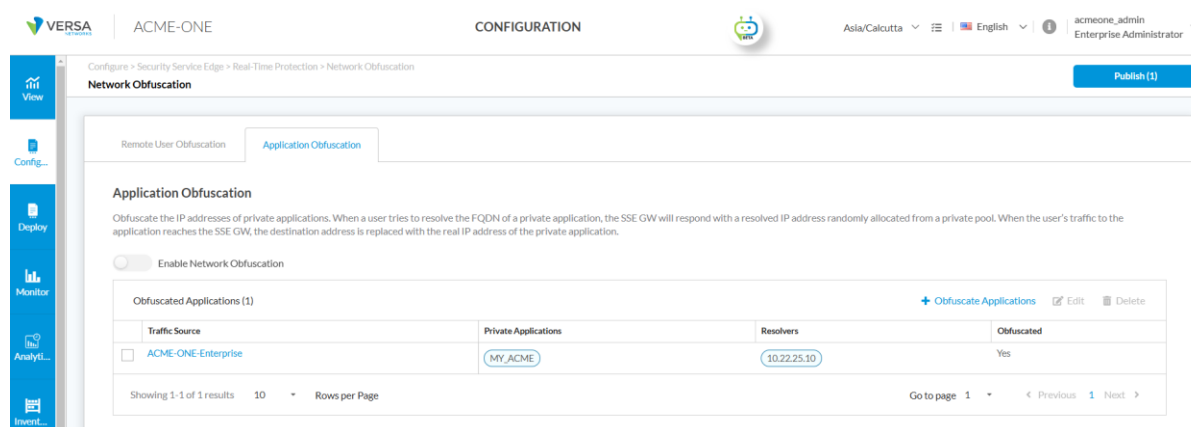 VERSA
NETWORKS
ACME-ONE
CONFIGURATION
BETA
Asia/Calcutta
English
acmeone_admin
Enterprise Administrator
View
Config...
Deploy
Monitor
Analyti...
Invent...
Configure > Security Service Edge > Real-Time Protection > Network Obfuscation
Network Obfuscation
Publish (1)
Remote User Obfuscation
Application Obfuscation
Application Obfuscation
Obfuscate the IP addresses of private applications. When a user tries to resolve the FQDN of a private application, the SSE GW will respond with a resolved IP address randomly allocated from a private pool. When the user's traffic to the
application reaches the SSE GW, the destination address is replaced with the real IP address of the private application.
Enable Network Obfuscation
Obfuscated Applications (1)
+ Obfuscate Applications Edit Delete
Traffic Source Private Applications Resolvers Obfuscated
ACME-ONE-Enterprise MY_ACME 10.22.25.10 Yes
Showing 1-1 of 1 results 10 Rows per Page Go to page 1 < Previous 1 Next >